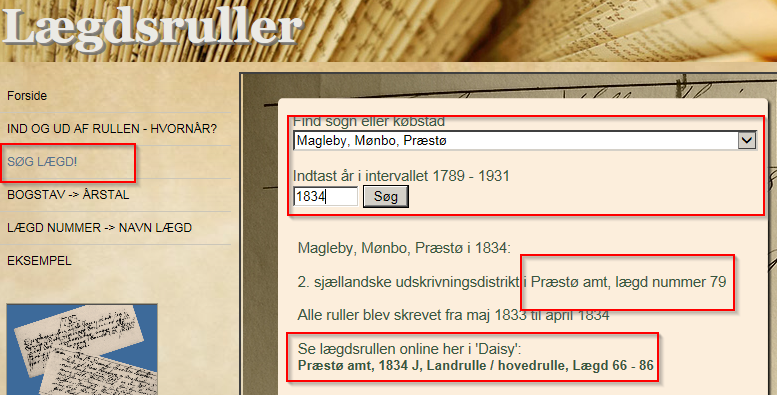 Lægdsruller
Forside
IND OG UD AF RULLEN - HVORNÅR?
SØG LÆGD!
BOGSTAV -> ÅRSTAL
LÆGD NUMMER -> NAVN LÆGD
EKSEMPEL
Find sogn eller købstad
Magleby, Mønbo, Præstø
Indtast år i intervallet 1789 - 1931
1834 Søg
Magleby, Mønbo, Præstø i 1834:
2. sjællandske udskrivningsdistrikt i Præstø amt, lægd nummer 79
Alle ruller blev skrevet fra maj 1833 til april 1834
Se lægdsrullen online her i 'Daisy':
Præstø amt, 1834 J, Landrulle / hovedrulle, Lægd 66 - 86